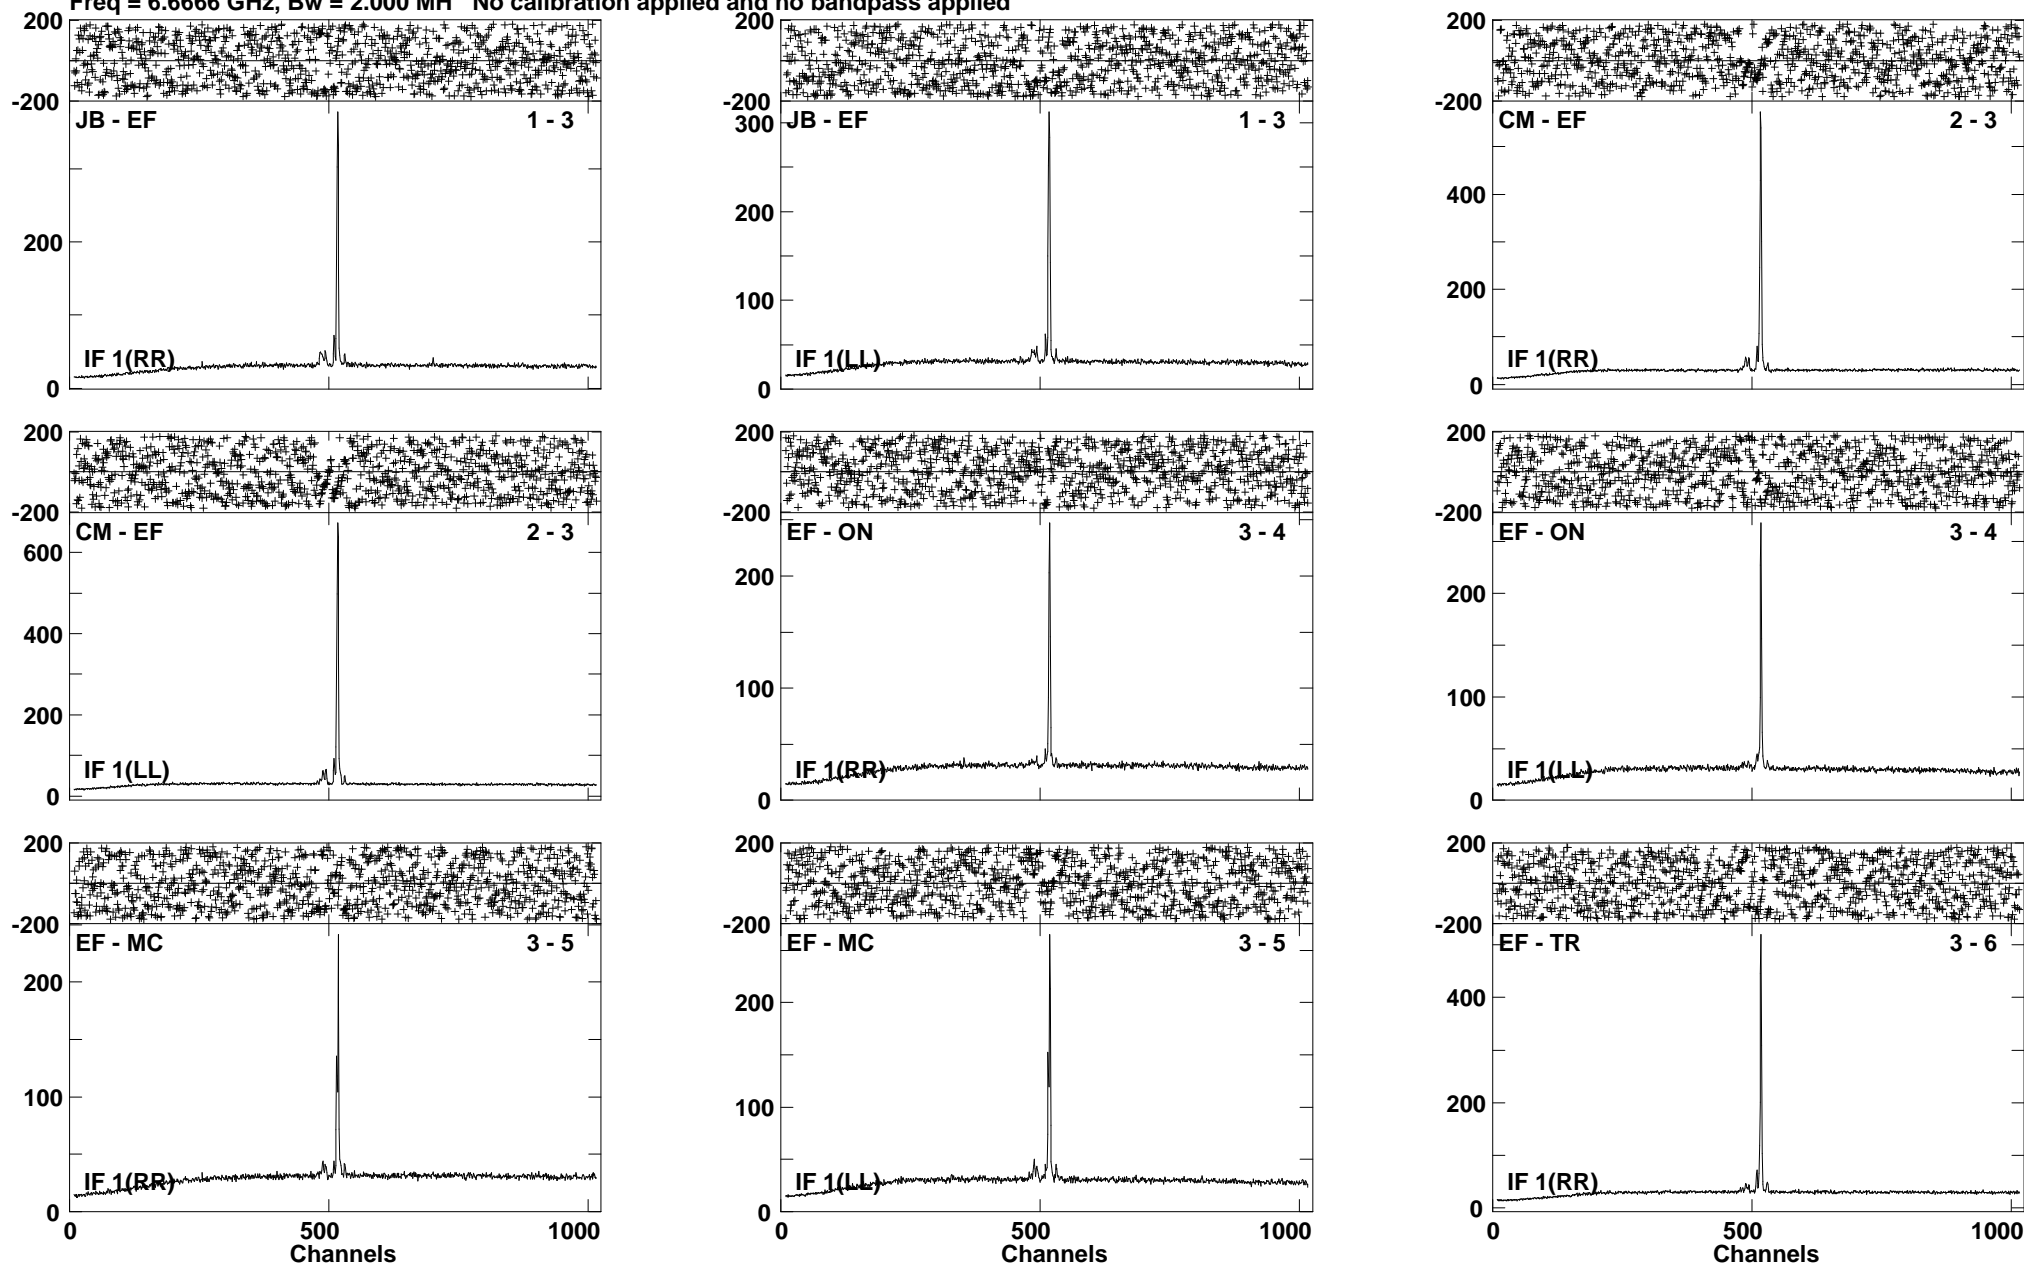 Freq = 6.6666 GHz, Bw = 2.000 MH No calibration applied and no bandpass applied
200 200 200
-200 -200 -200
JB - EF 1 - 3 JB - EF 1 - 3 CM - EF 2 - 3
300
400
200 200
200
100
IF 1(RR) IF 1(LL) IF 1(RR)
0 0 0
200 200 200
-200 -200 -200
CM - EF 2 - 3 EF - ON 3 - 4 EF - ON 3 - 4
600
200 200
400
100 100
200
IF 1(LL) IF 1(RR) IF 1(LL)
0 0 0
200 200 200
-200 -200 -200
EF - MC 3 - 5 EF - MC 3 - 5 EF - TR 3 - 6
200 200 400
100 100 200
IF 1(RR) IF 1(LL) IF 1(RR)
0 0 0
0 500 1000 0 500 1000 0 500 1000
Channels Channels Channels